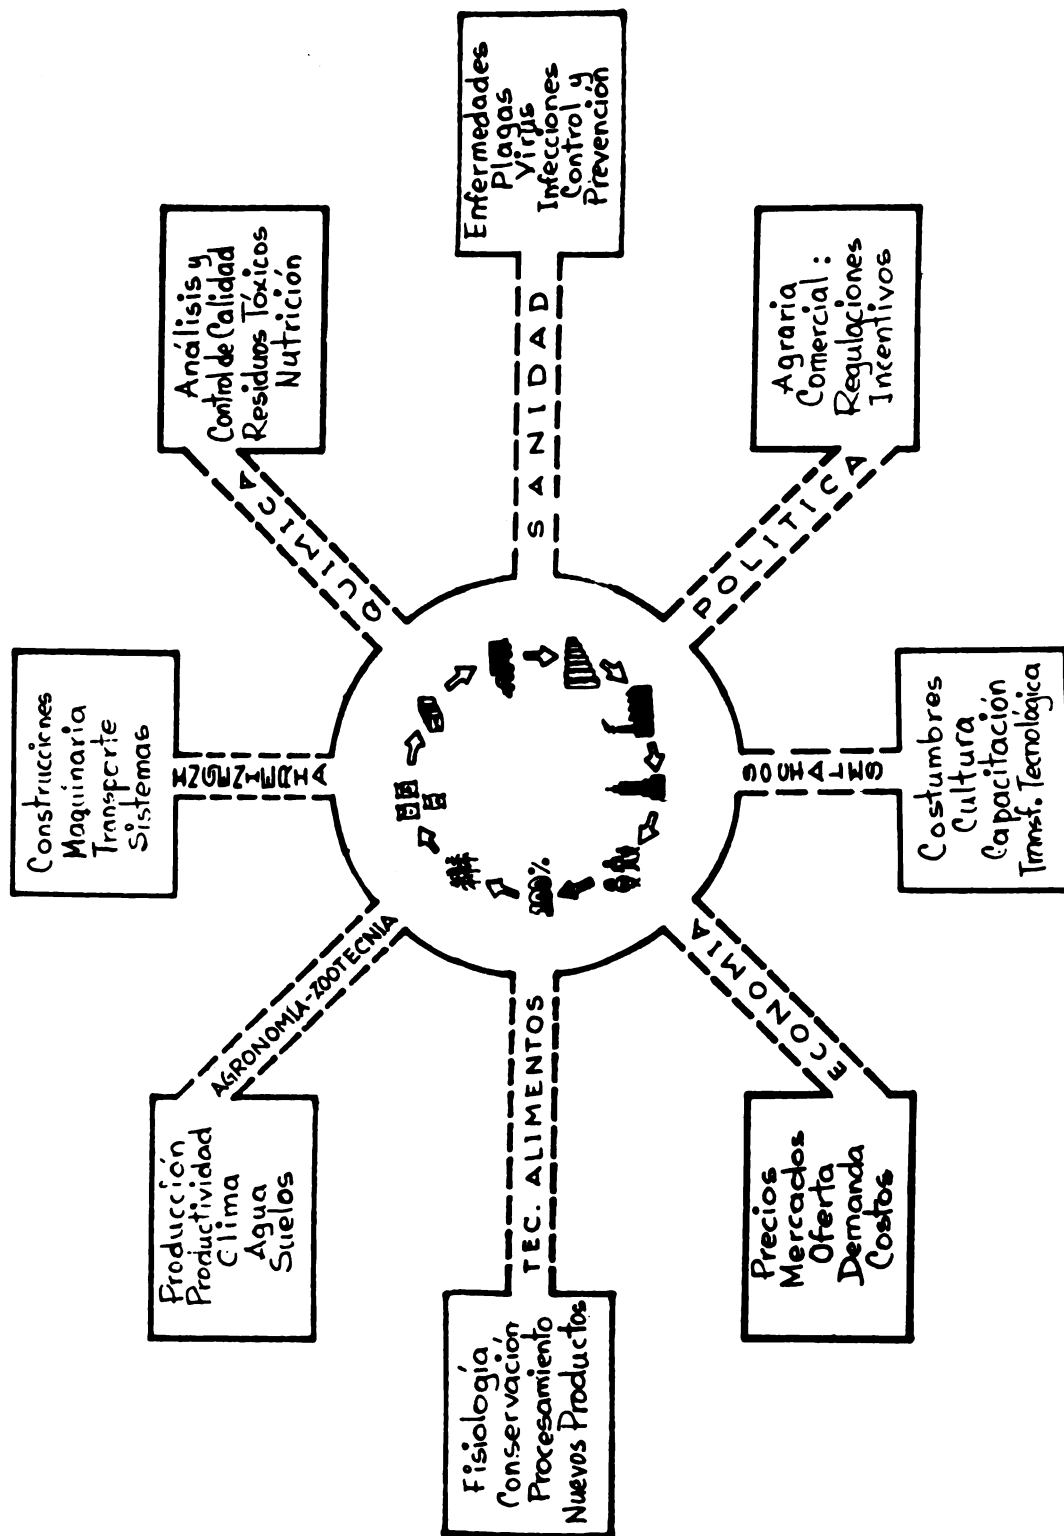 Construcciones
Maquinaria
Transporte
Sistemas
INGENIERIA
Producción
Productividad
Clima
Agua
Suelos
AGRONOMIA-ZOOTECNIA
Análisis y
Control de Calidad
Residuos Tóxicos
Nutrición
QUIMICA
Fisiología
Conservación
Procesamiento
Nuevos Productos
TEC. ALIMENTOS
100%
SANIDAD
Enfermedades
Plagas
Virus
Infecciones
Control y
Prevención
ECONOMIA
Precios
Mercados
Oferta
Demanda
Costos
POLITICA
Agraria
Comercial:
Regulaciones
Incentivos
SOCIALES
Costumbres
Cultura
Capacitación
Transf. Tecnológica